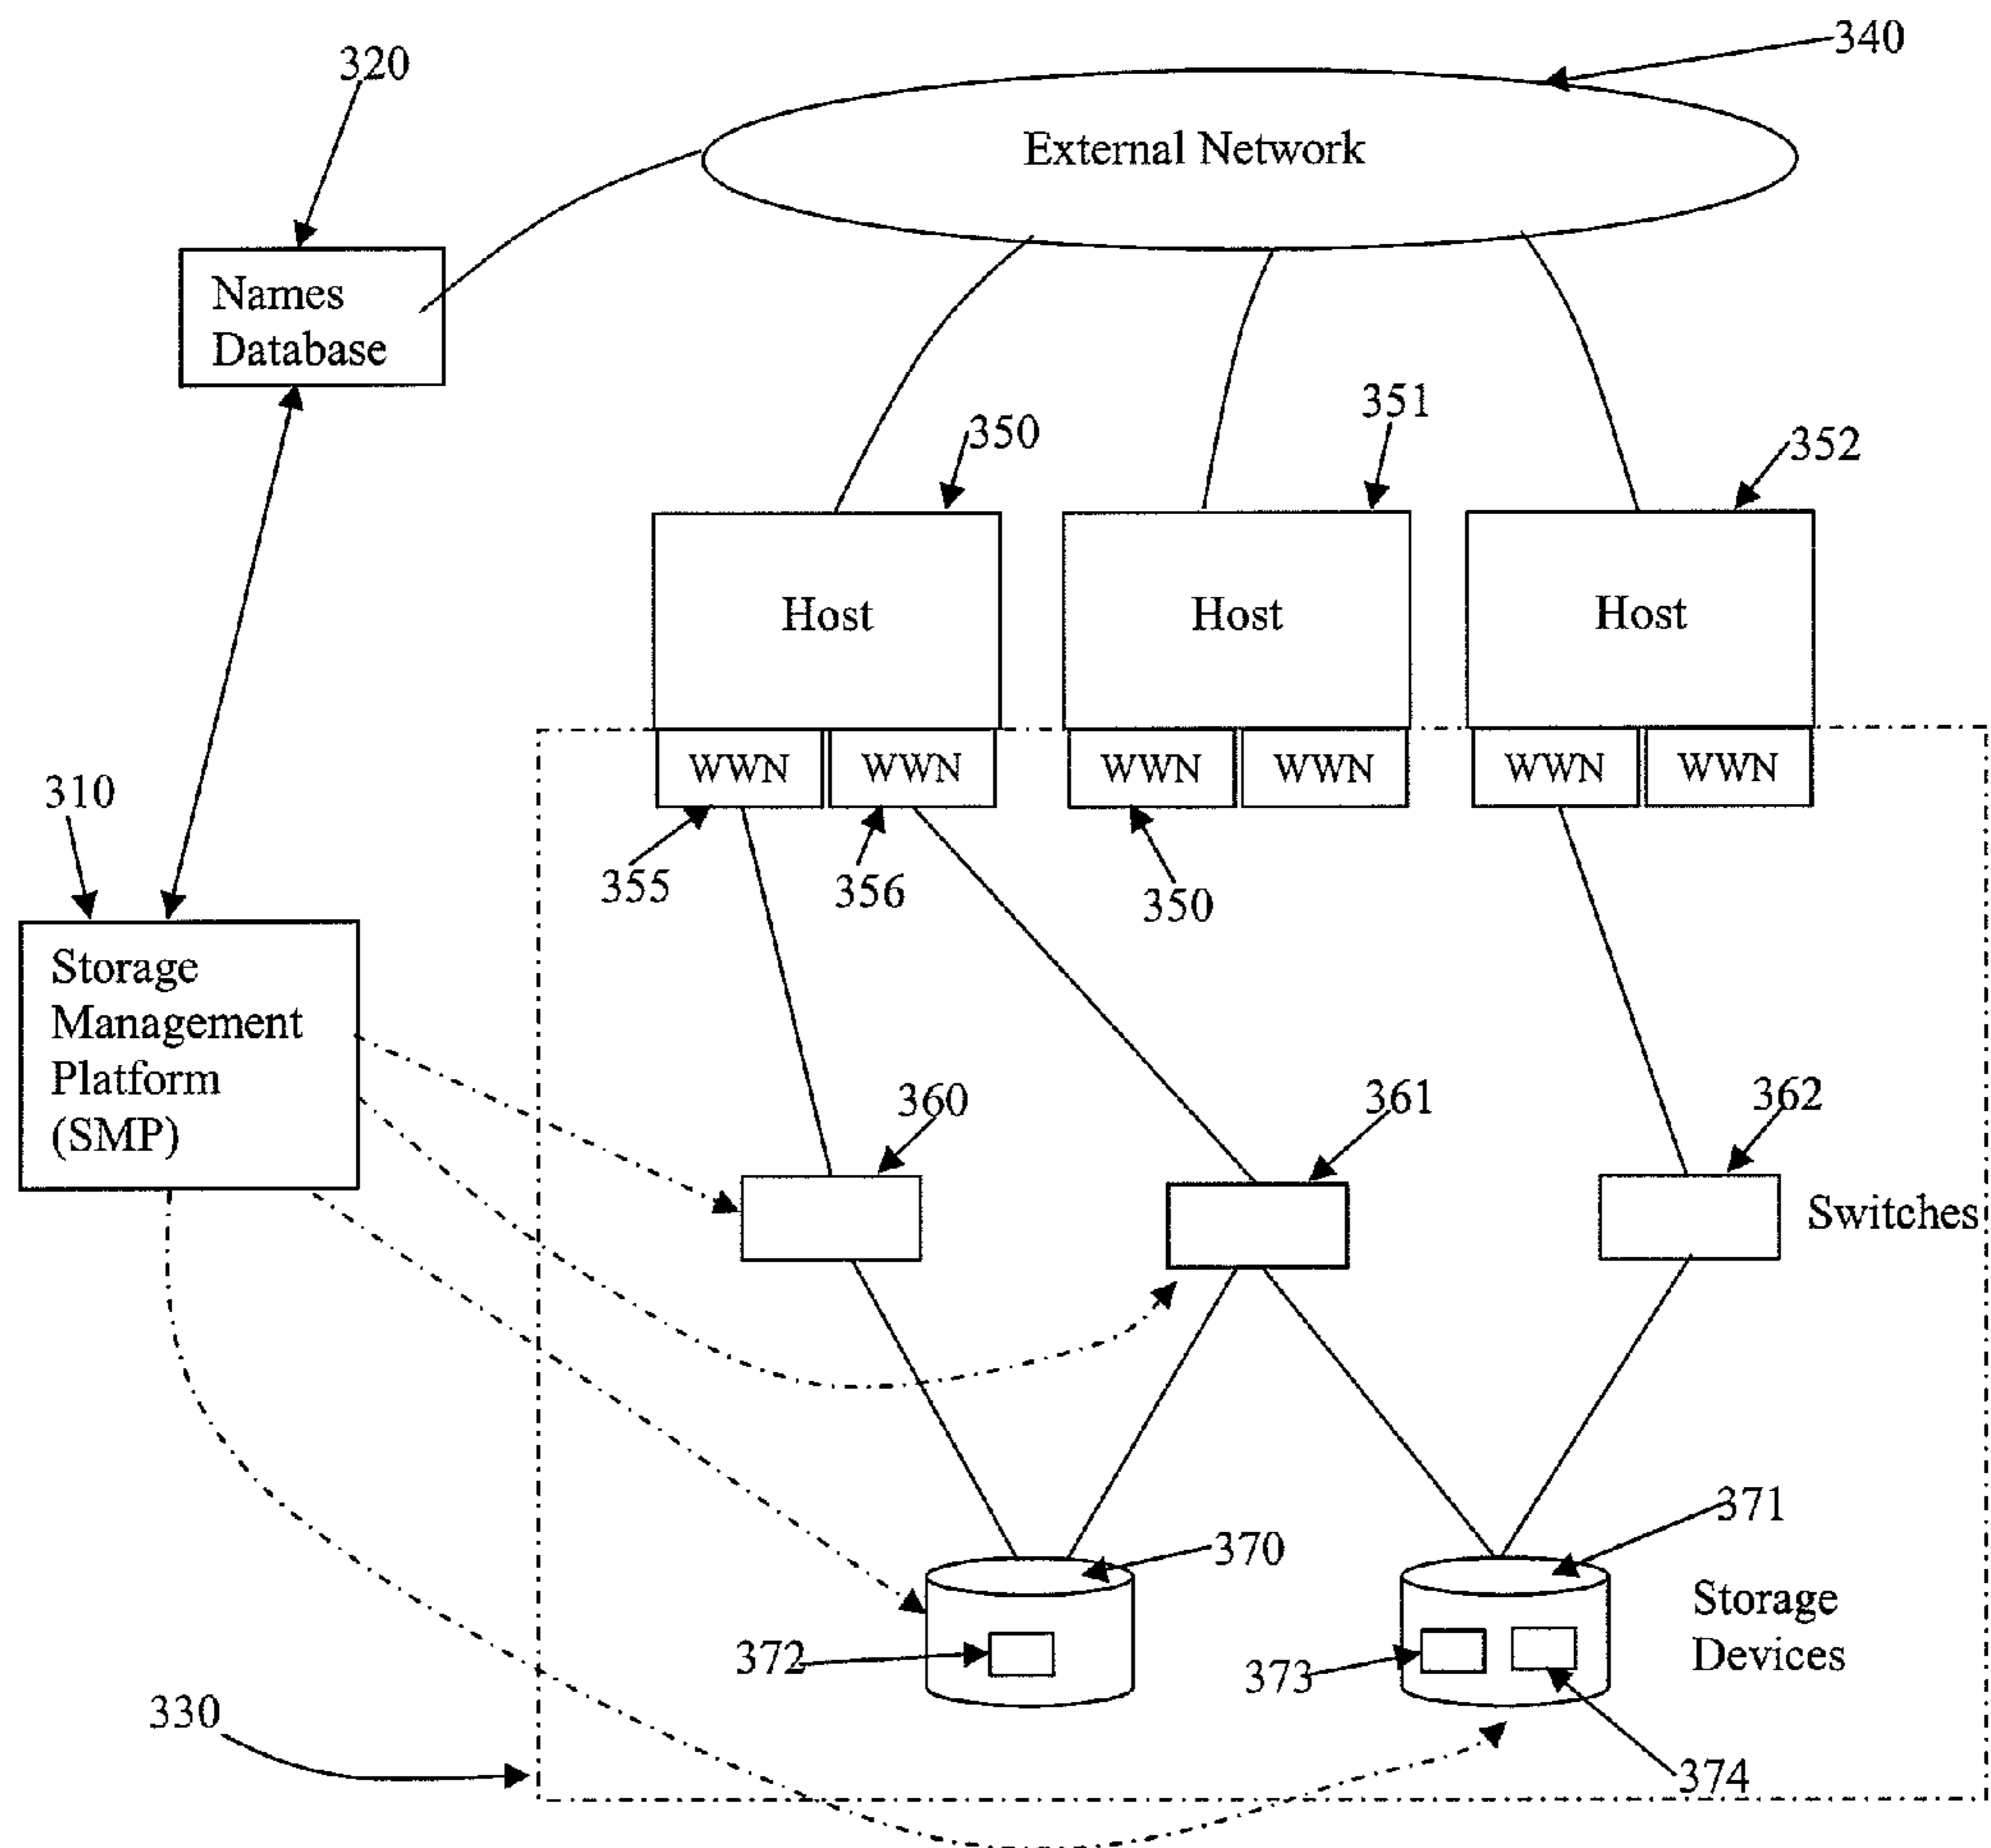 340
320
External Network
Names
Database
350
351
352
Host
Host
Host
WWN
WWN
WWN
WWN
WWN
WWN
310
355
356
350
Storage
Management
Platform
(SMP)
360
361
362
Switches
370
371
Storage
Devices
372
373
374
330